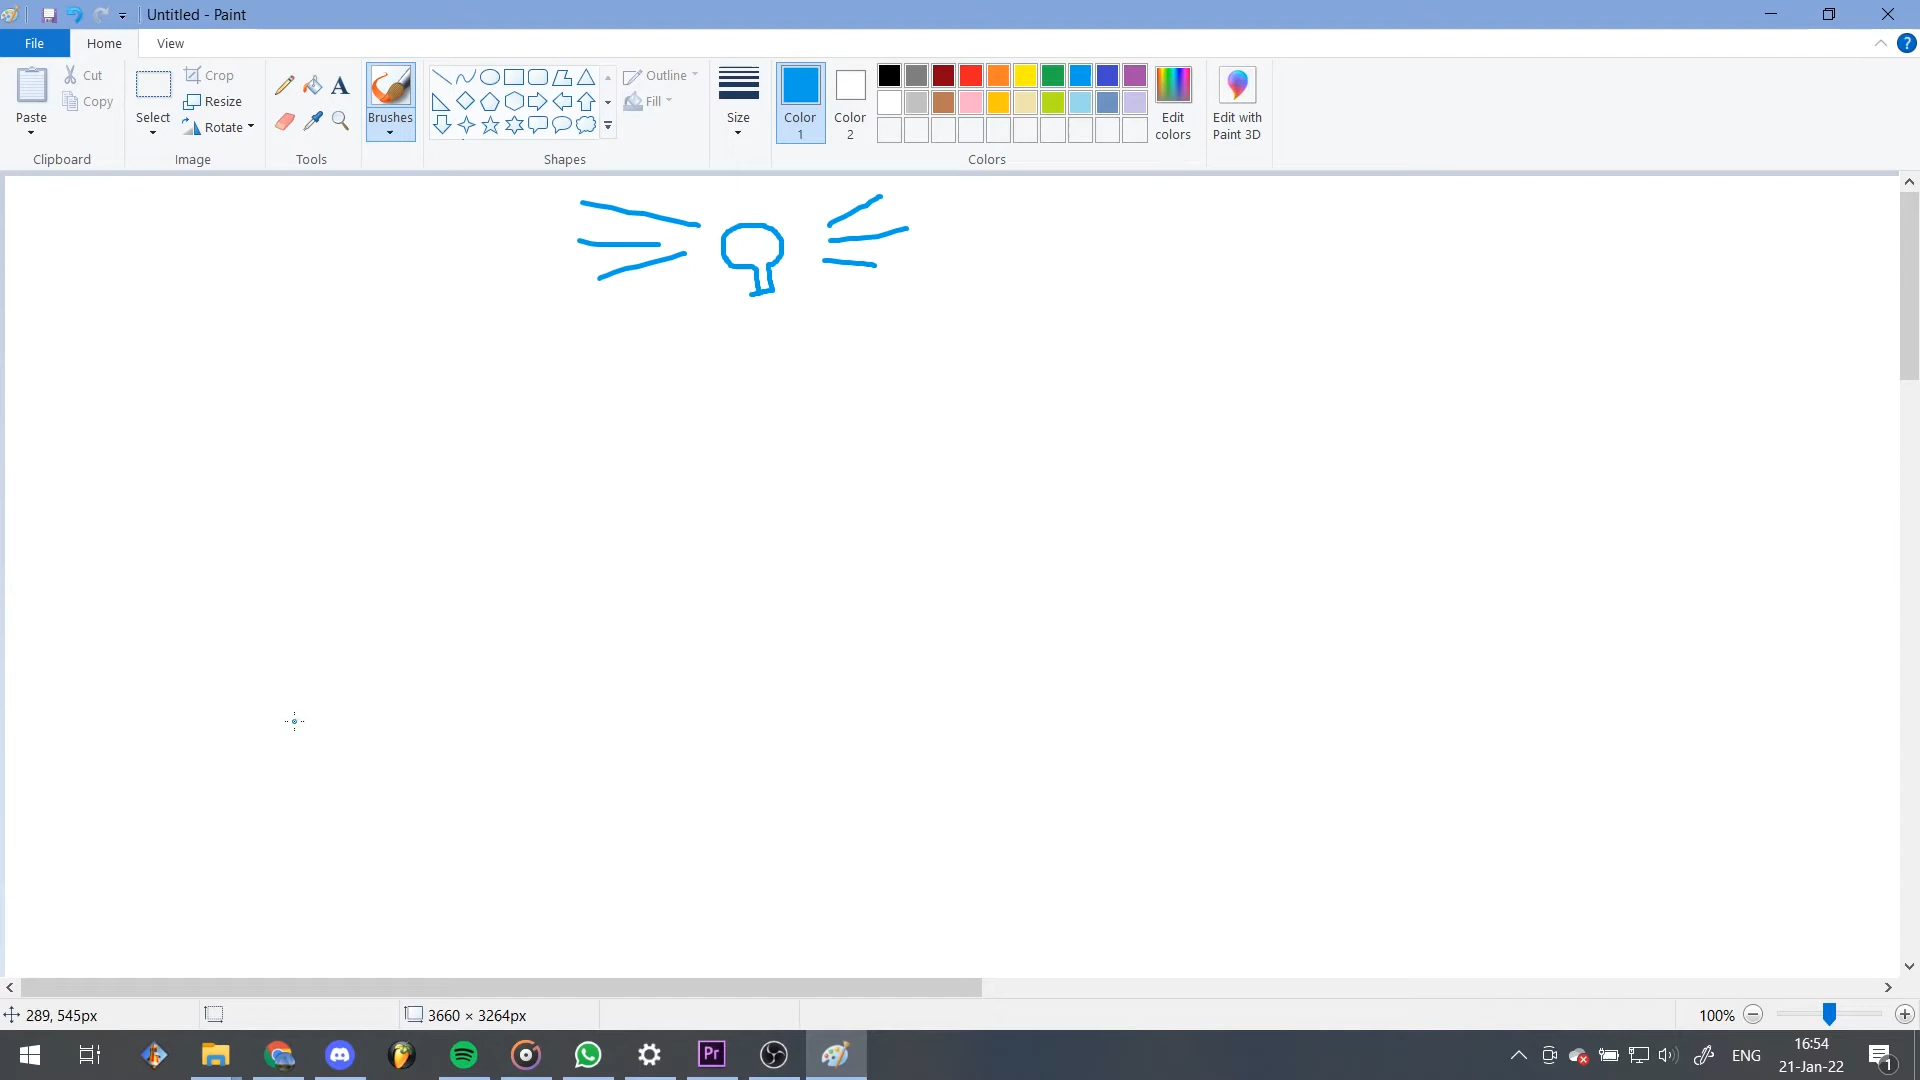 Untitled - Paint
File Home View
Paste
Cut
Copy
Clipboard
Select
Crop
Resize
Rotate
Image
A
Tools
Brushes
Outline
Fill
Shapes
Size
Color 1
Color 2
Edit colors
Colors
Edit with Paint 3D
289, 545px
3660 × 3264px
100%
Pr
ENG
16:54
21-Jan-22
1